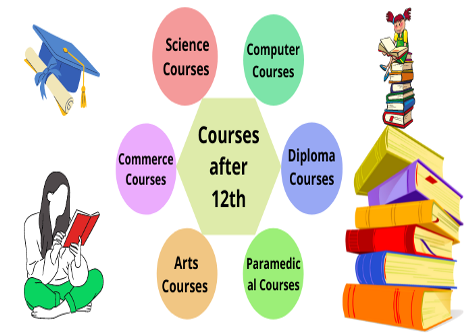 Science
Courses
Computer
Courses
Commerce
Courses
Courses
after
12th
Diploma
Courses
Arts
Courses
Paramedic
al Courses